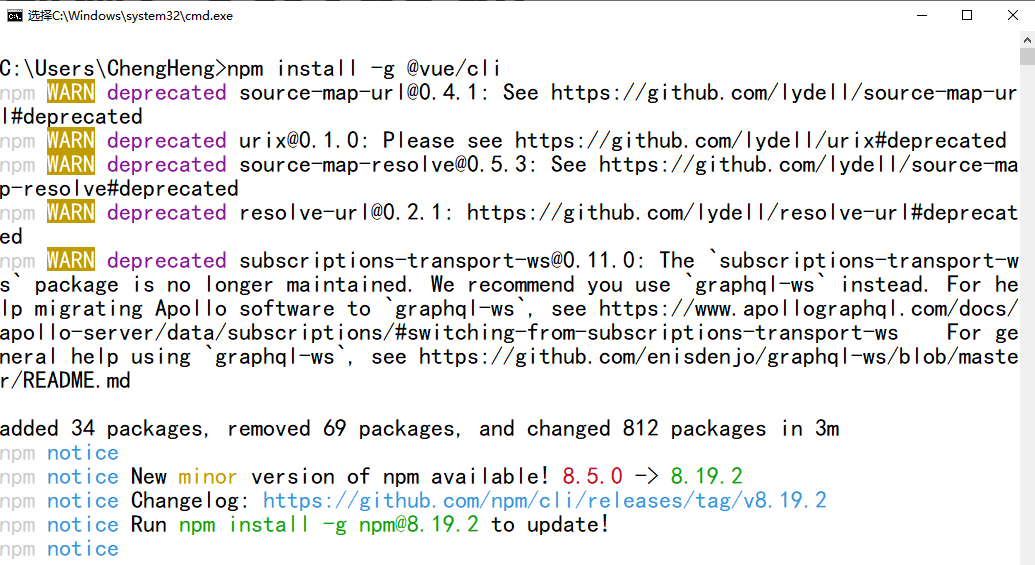 选择C:\Windows\system32\cmd.exe
C:\Users\ChengHeng>npm install -g @vue/cli
npm WARN deprecated source-map-url@0.4.1: See https://github.com/lydell/source-map-ur
l#deprecated
npm WARN deprecated urix@0.1.0: Please see https://github.com/lydell/urix#deprecated
npm WARN deprecated source-map-resolve@0.5.3: See https://github.com/lydell/source-ma
p-resolve#deprecated
npm WARN deprecated resolve-url@0.2.1: https://github.com/lydell/resolve-url#deprecat
ed
npm WARN deprecated subscriptions-transport-ws@0.11.0: The `subscriptions-transport-w
s` package is no longer maintained. We recommend you use `graphql-ws` instead. For he
lp migrating Apollo software to `graphql-ws`, see https://www.apollographql.com/docs/
apollo-server/data/subscriptions/#switching-from-subscriptions-transport-ws    For ge
neral help using `graphql-ws`, see https://github.com/enisdenjo/graphql-ws/blob/maste
r/README.md
added 34 packages, removed 69 packages, and changed 812 packages in 3m
npm notice
npm notice New minor version of npm available! 8.5.0 -> 8.19.2
npm notice Changelog: https://github.com/npm/cli/releases/tag/v8.19.2
npm notice Run npm install -g npm@8.19.2 to update!
npm notice